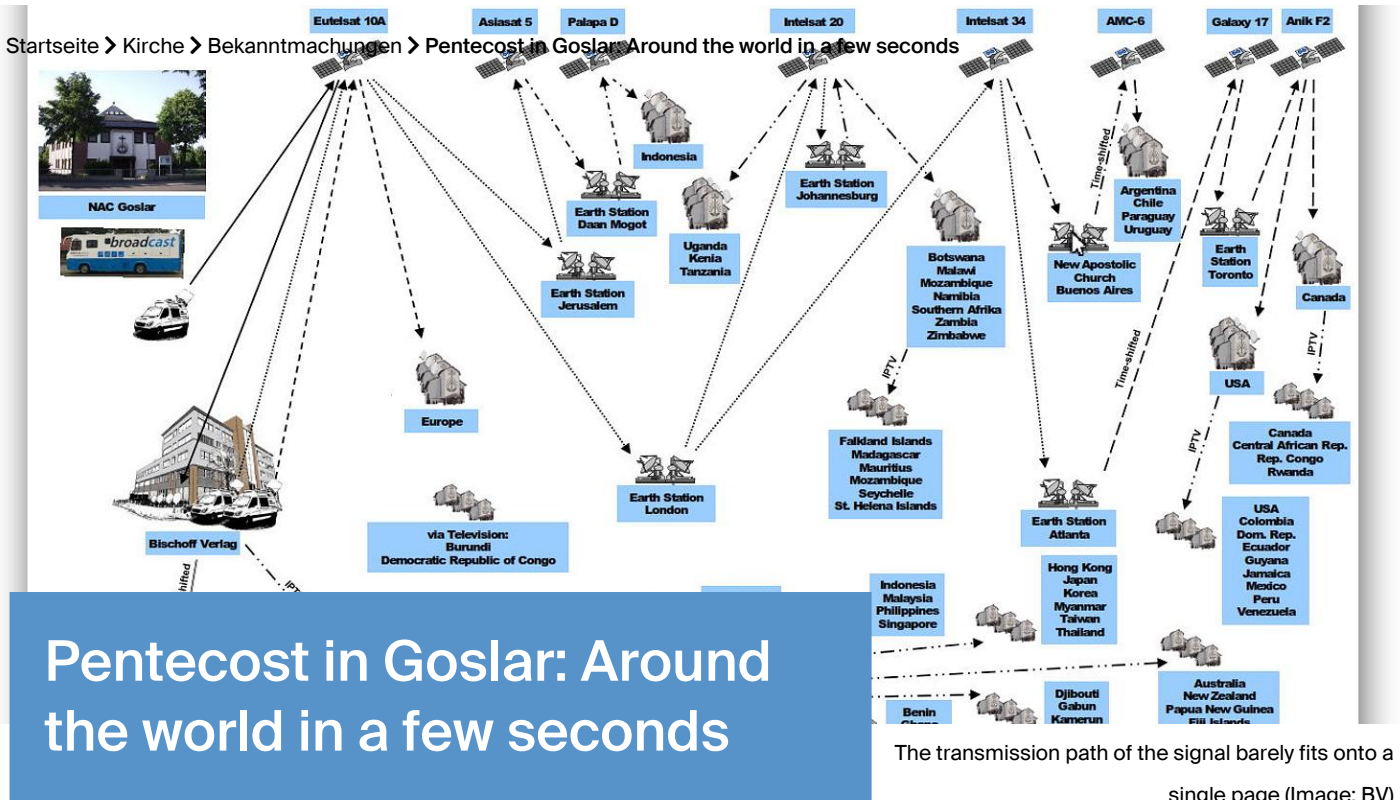 Eutelsat 10A
Asiasat 5
Palapa D
Intelsat 20
Intelsat 34
AMC-6
Galaxy 17
Anik F2
Startseite > Kirche > Bekanntmachungen > Pentecost in Goslar: Around the world in a few seconds
NAC Goslar
broadcast
Indonesia
Earth Station
Daan Mogot
Earth Station
Jerusalem
Uganda
Kenia
Tanzania
Earth Station
Johannesburg
Botswana
Malawi
Mozambique
Namibia
Southern Afrika
Zambia
Zimbabwe
Time-shifted
Argentina
Chile
Paraguay
Uruguay
New Apostolic
Church
Buenos Aires
Earth
Station
Toronto
Canada
IPTV
USA
Time-shifted
Europe
IPTV
Falkland Islands
Madagascar
Mauritius
Mozambique
Seychelle
St. Helena Islands
IPTV
Canada
Central African Rep.
Rep. Congo
Rwanda
Earth Station
London
Earth Station
Atlanta
USA
Colombia
Dom. Rep.
Ecuador
Guyana
Jamaica
Mexico
Peru
Venezuela
Bischoff Verlag
via Television:
Burundi
Democratic Republic of Congo
Indonesia
Malaysia
Philippines
Singapore
Hong Kong
Japan
Korea
Myanmar
Taiwan
Thailand
Australia
New Zealand
Papua New Guinea
Fiji Islands
Benin
Djibouti
Gabun
Kamerun
Pentecost in Goslar: Around
the world in a few seconds
The transmission path of the signal barely fits onto a
single page (Image: BV)